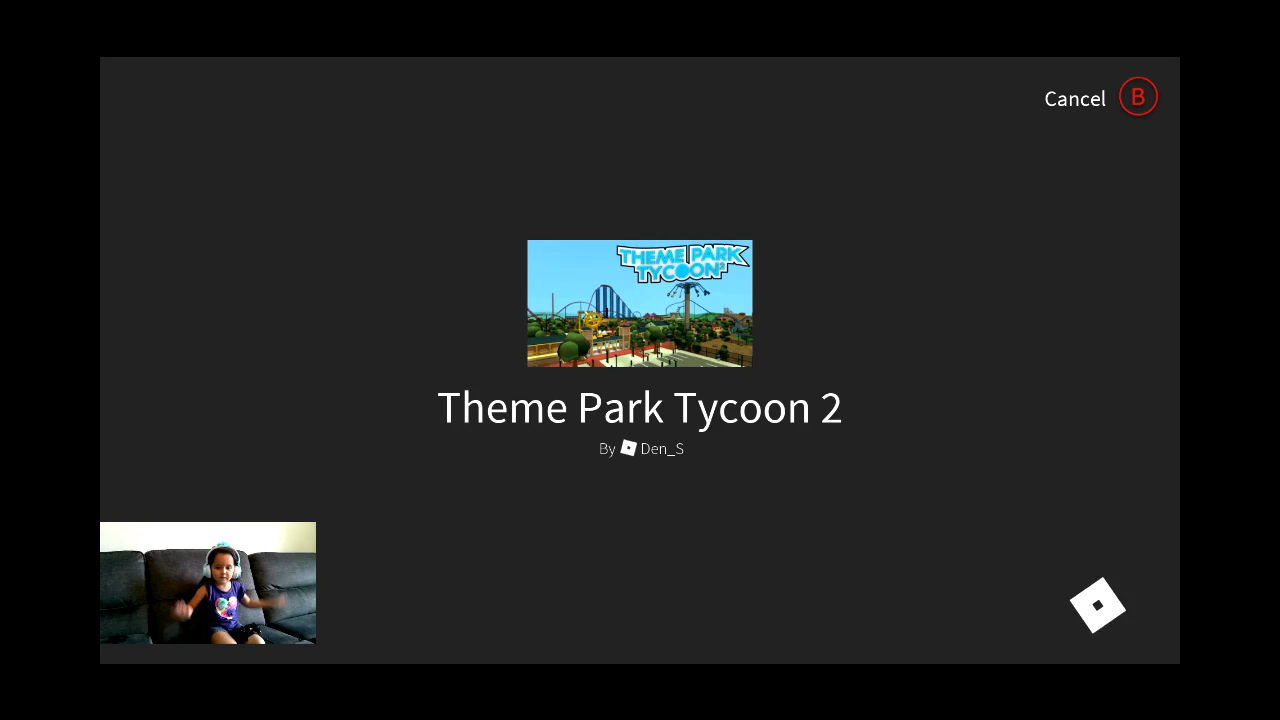 Cancel B
THEME PARK
TYCOON 2
Theme Park Tycoon 2
By Den_S